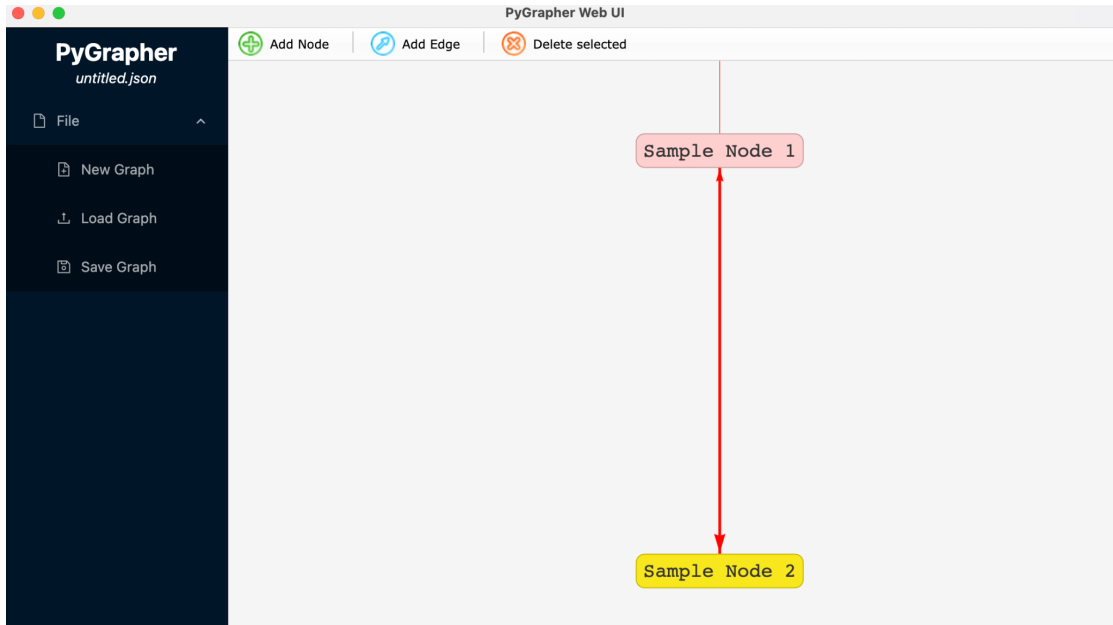 PyGrapher Web UI
PyGrapher
untitled.json
File
New Graph
Load Graph
Save Graph
Add Node
Add Edge
Delete selected
Sample Node 1
Sample Node 2